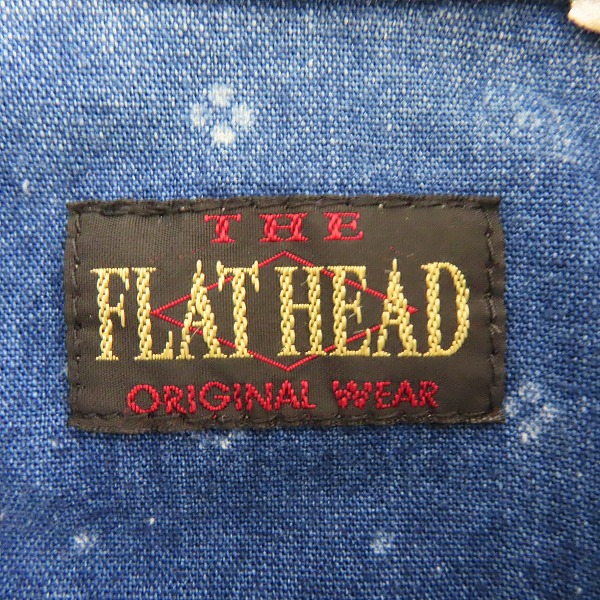 THE
FLAT HEAD
ORIGINAL WEAR